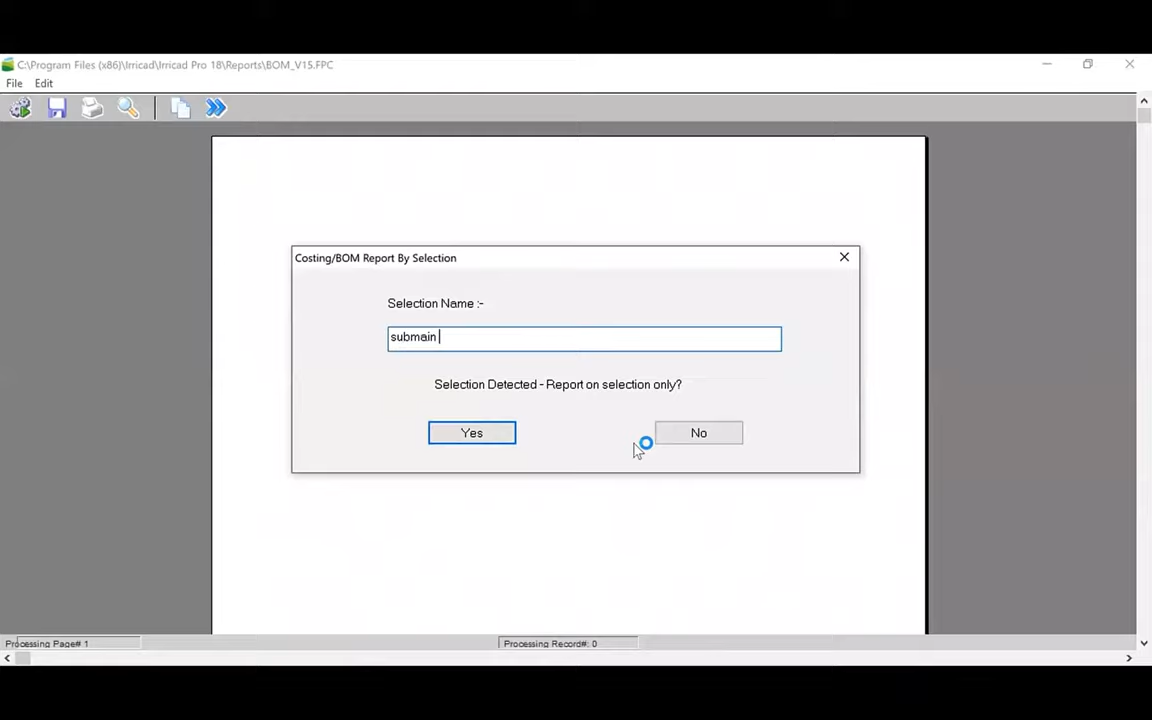 C:\Program Files (x86)\Irricad\Irricad Pro 18\Reports\BOM_V15.FPC
File Edit
Costing/BOM Report By Selection
Selection Name :-
submain
Selection Detected - Report on selection only?
Yes No
Processing Page# 1 Processing Record#: 0